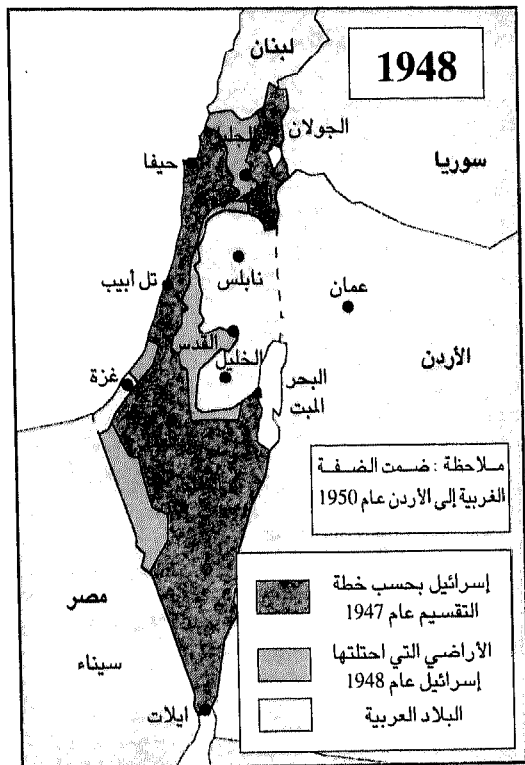 1948
لبنان
الجولان
الجليل
سوريا
حيفا
نابلس
تل أبيب
عمان
القدس
الخليل
الأردن
غزة
البحر
الميت
ملاحظة : ضمت الضفة
الغربية إلى الأردن عام 1950
مصر
سيناء
ايلات
إسرائيل بحسب خطة
التقسيم عام 1947
الأراضي التي احتلتها
إسرائيل عام 1948
البلاد العربية